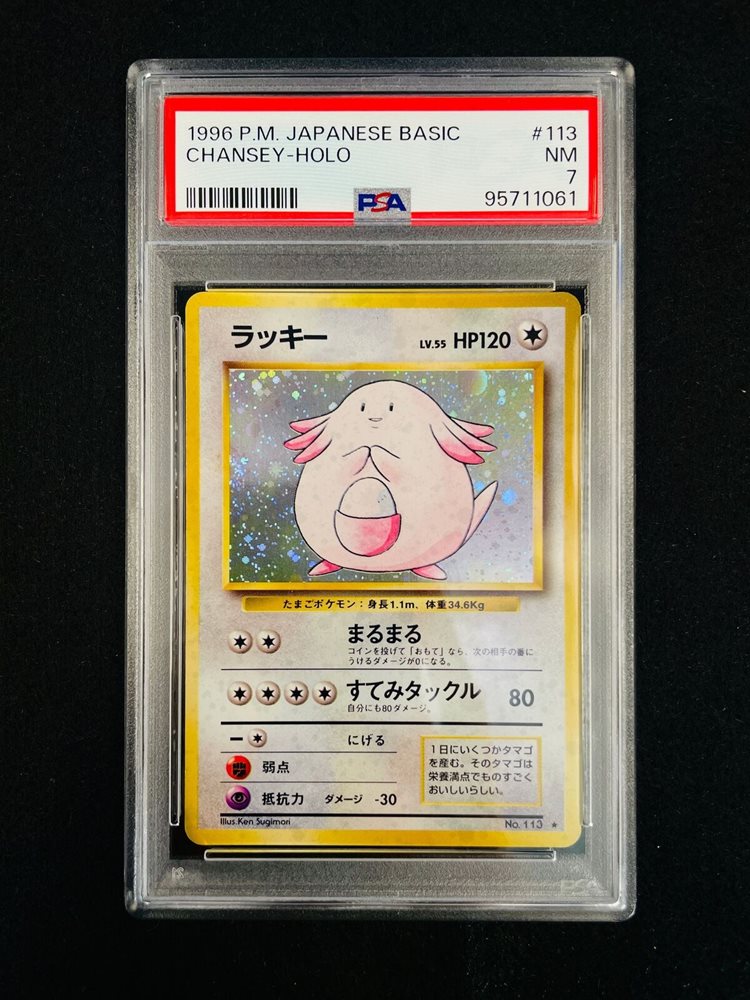 1996 P.M. JAPANESE BASIC #113
CHANSEY-HOLO NM
7
PSA 95711061
ラッキー LV.55 HP120
たまごポケモン：身長1.1m、体重34.6Kg
まるまる
コインを投げて「おもて」なら、次の相手の番に
うけるダメージが0になる。
すてみタックル 80
自分にも80ダメージ。
にげる
弱点
抵抗力 ダメージ -30
1日にいくつかタマゴ
を産む。そのタマゴは
栄養満点でものすごく
おいしいらしい。
Illus.Ken Sugimori No. 113
PSA